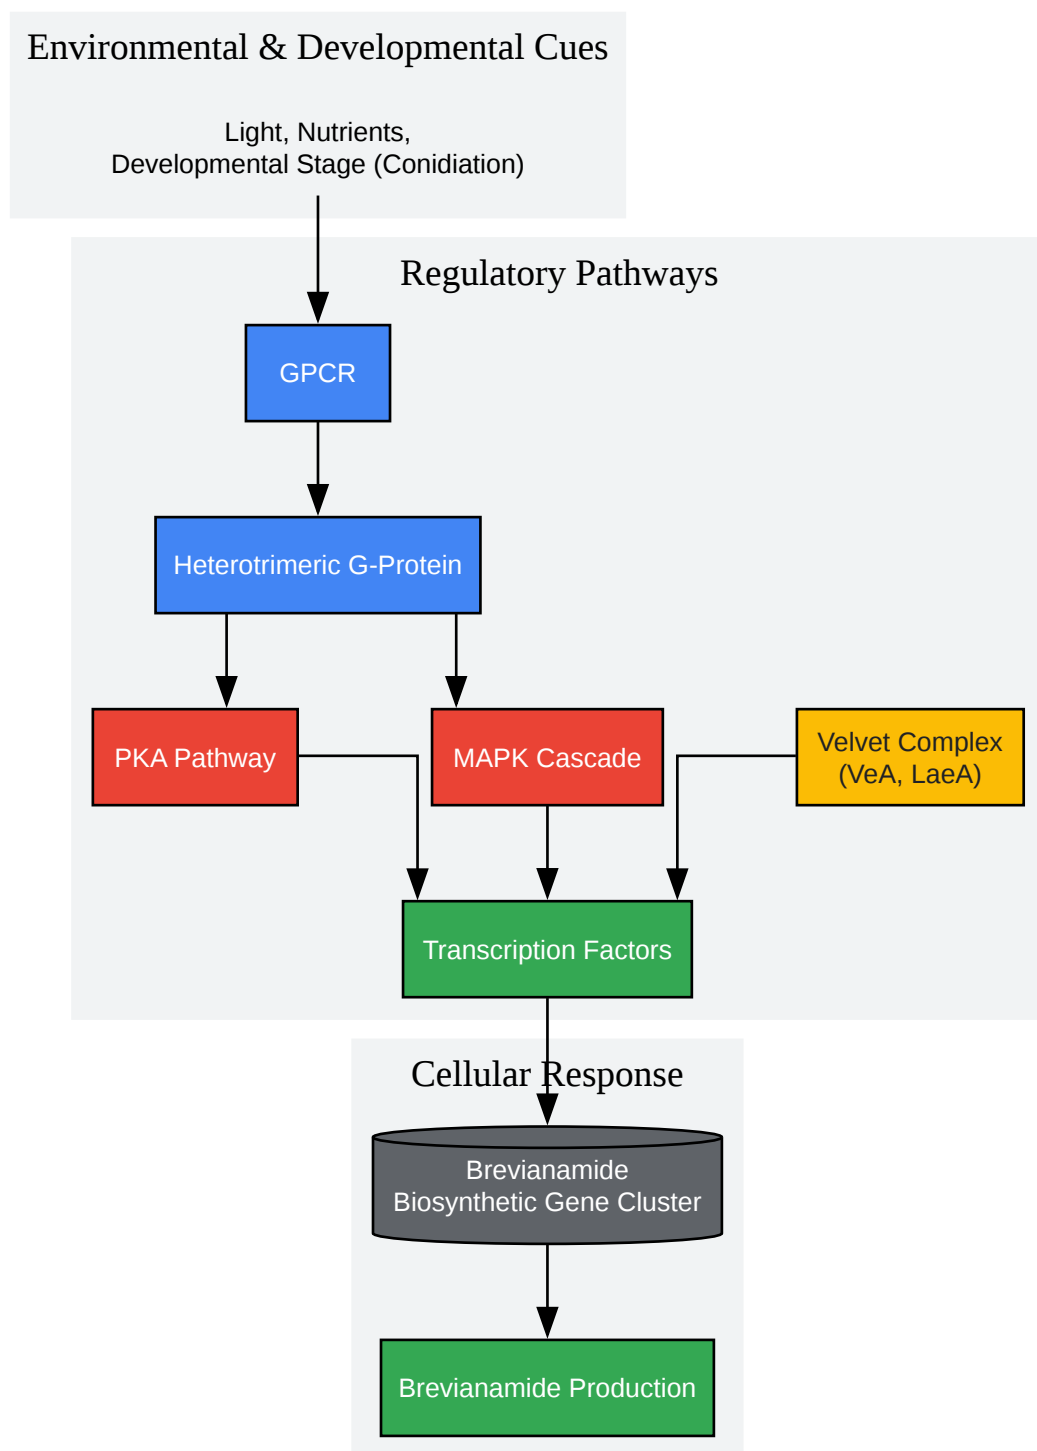 Environmental & Developmental Cues
Light, Nutrients,
Developmental Stage (Conidiation)
Regulatory Pathways
GPCR
Heterotrimeric G-Protein
PKA Pathway
MAPK Cascade
Velvet Complex
(VeA, LaeA)
Transcription Factors
Cellular Response
Brevianamide
Biosynthetic Gene Cluster
Brevianamide Production